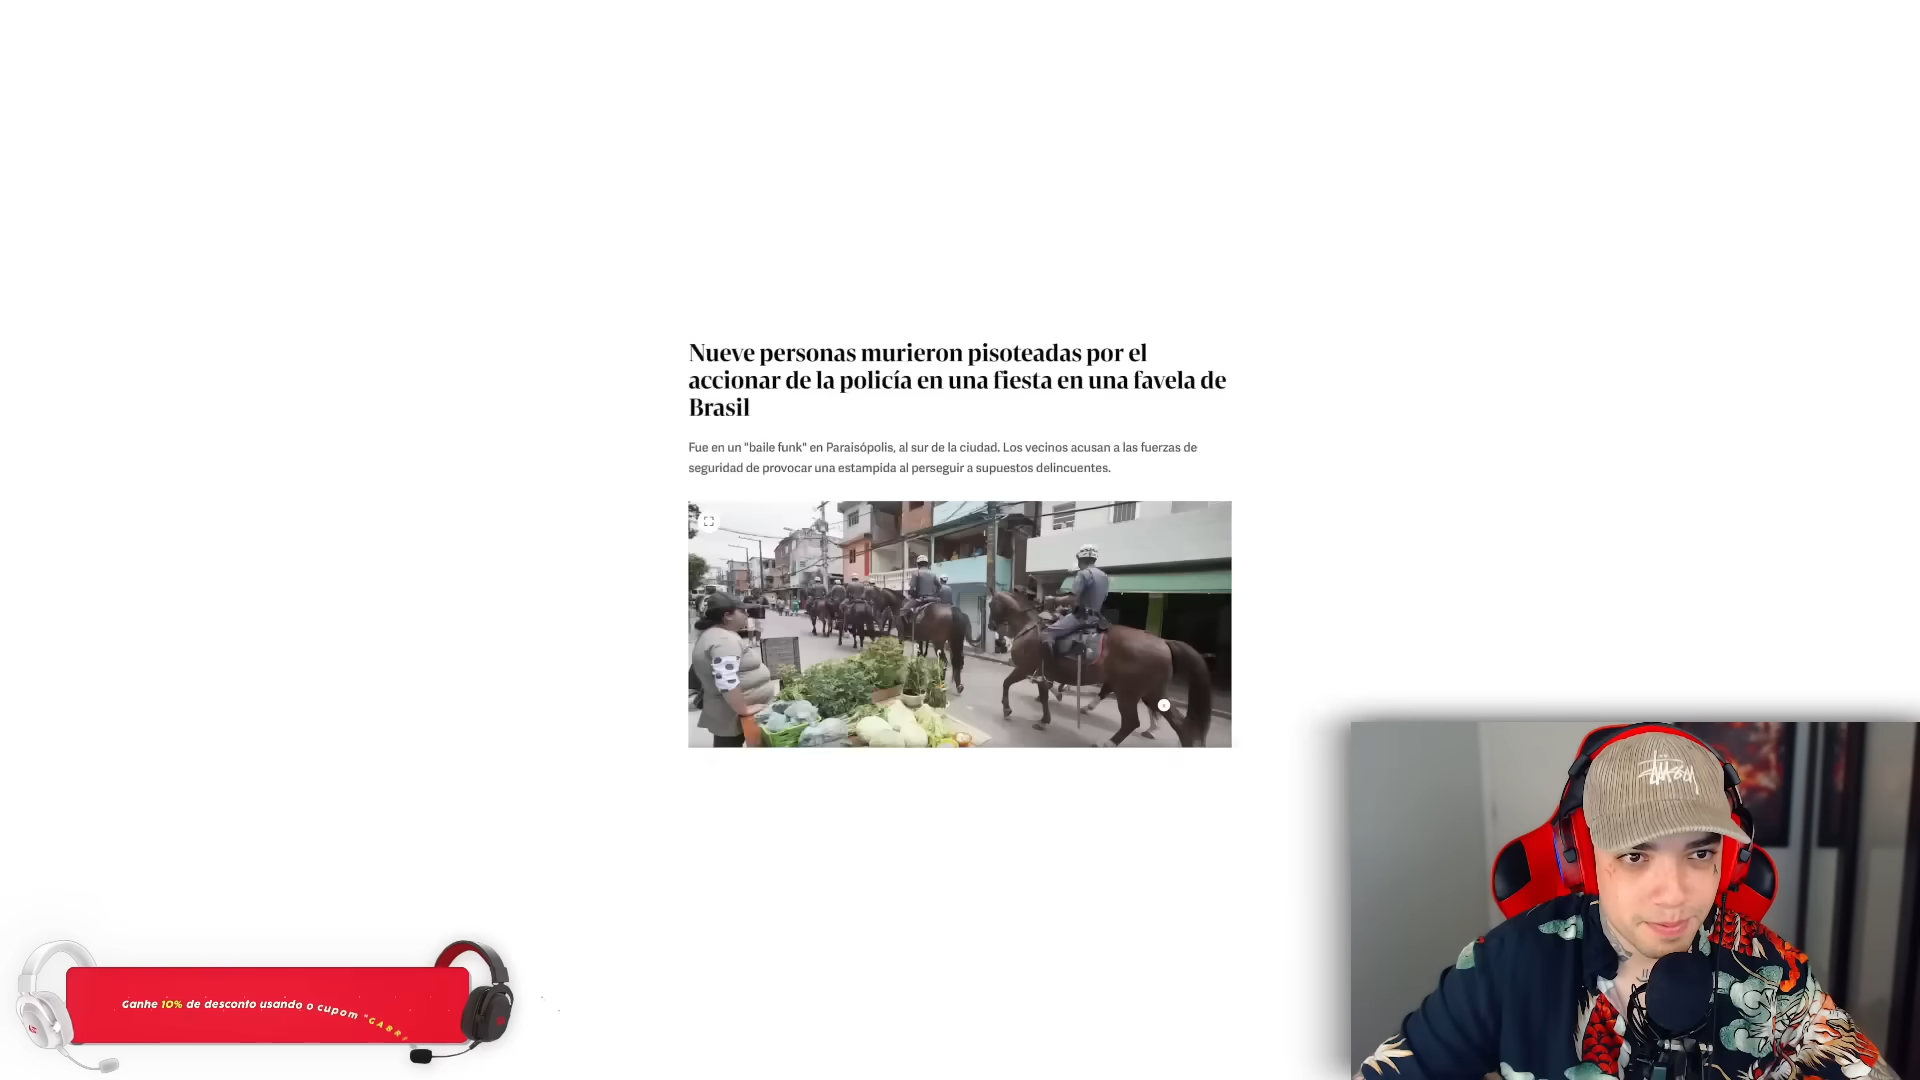 Nueve personas murieron pisoteadas por el
accionar de la policía en una fiesta en una favela de
Brasil
Fue en un "baile funk" en Paraisópolis, al sur de la ciudad. Los vecinos acusan a las fuerzas de
seguridad de provocar una estampida al perseguir a supuestos delincuentes.
Ganhe 10% de desconto usando o cupom "GABRI